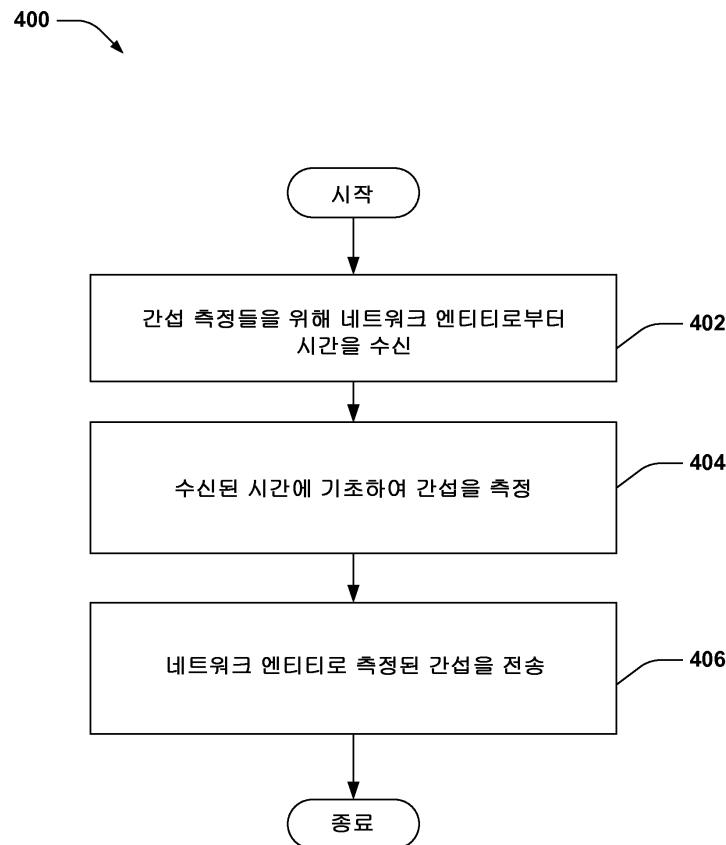 400
시작
간섭 측정들을 위해 네트워크 엔티티로부터
시간을 수신
402
수신된 시간에 기초하여 간섭을 측정
404
네트워크 엔티티로 측정된 간섭을 전송
406
종료